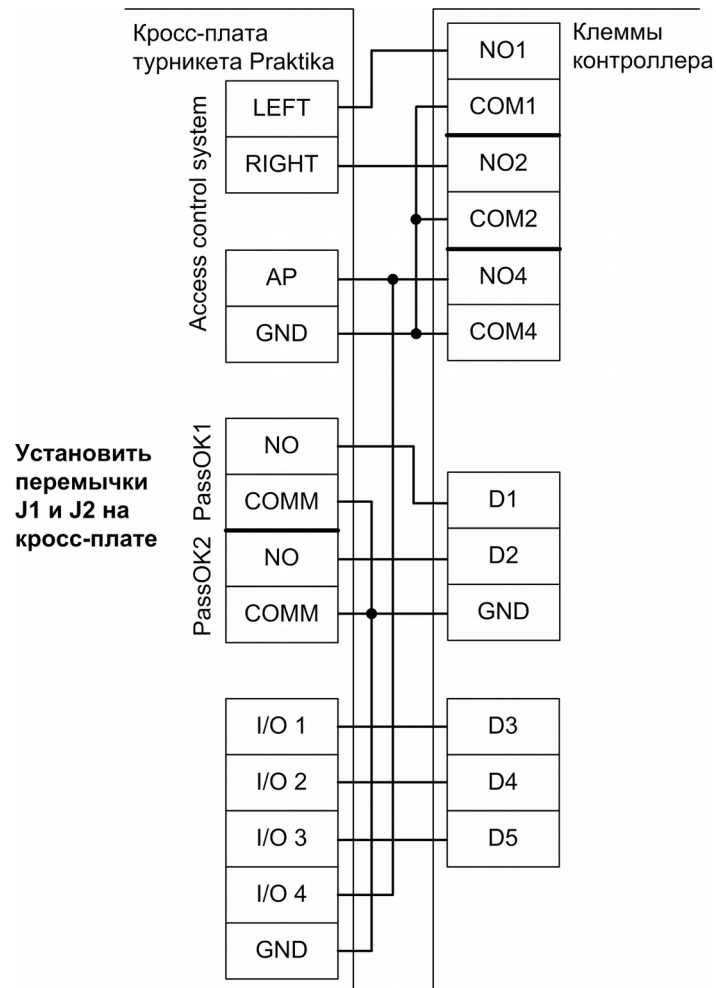 Кросс-плата
турникета Praktika
Клеммы
контроллера
Access control system
LEFT
RIGHT
AP
GND
NO1
COM1
NO2
COM2
NO4
COM4
Установить
перемычки
J1 и J2 на
кросс-плате
PassOK1
NO
COMM
PassOK2
NO
COMM
D1
D2
GND
I/O 1
I/O 2
I/O 3
I/O 4
GND
D3
D4
D5